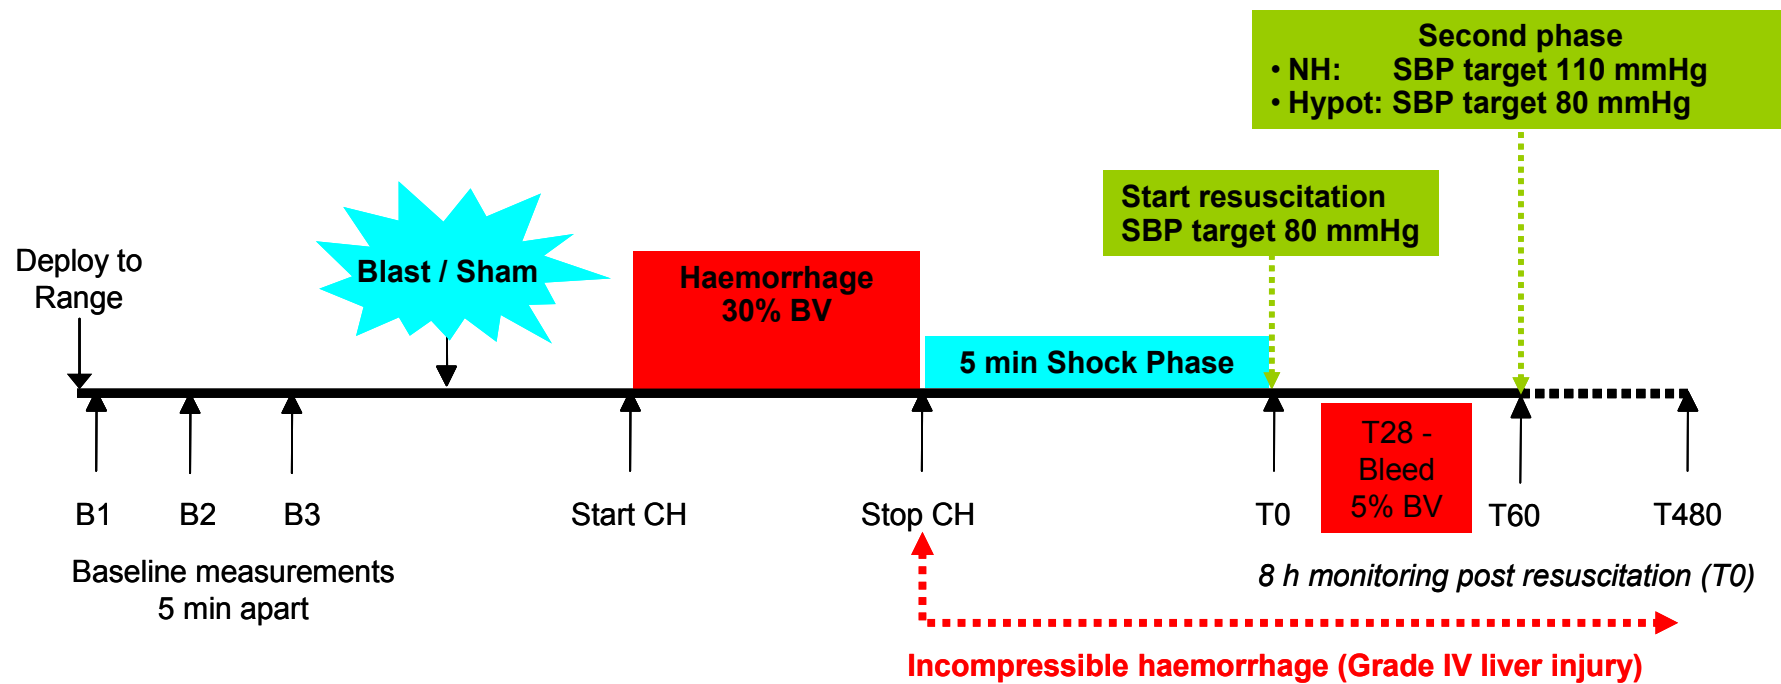 Second phase
• NH: SBP target 110 mmHg
• Hypot: SBP target 80 mmHg
Start resuscitation
SBP target 80 mmHg
Deploy to
Range
Blast / Sham
Haemorrhage
30% BV
5 min Shock Phase
T28 -
Bleed
5% BV
B1
B2
B3
Start CH
Stop CH
T0
T60
T480
Baseline measurements
5 min apart
8 h monitoring post resuscitation (T0)
Incompressible haemorrhage (Grade IV liver injury)